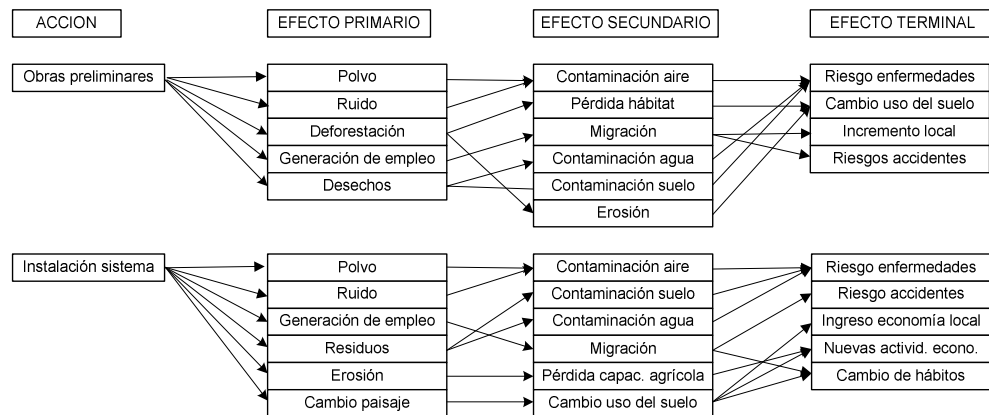 ACCION
EFECTO PRIMARIO
EFECTO SECUNDARIO
EFECTO TERMINAL
Obras preliminares
Polvo
Ruido
Deforestación
Generación de empleo
Desechos
Contaminación aire
Pérdida hábitat
Migración
Contaminación agua
Contaminación suelo
Erosión
Riesgo enfermedades
Cambio uso del suelo
Incremento local
Riesgos accidentes
Instalación sistema
Polvo
Ruido
Generación de empleo
Residuos
Erosión
Cambio paisaje
Contaminación aire
Contaminación suelo
Contaminación agua
Migración
Pérdida capac. agrícola
Cambio uso del suelo
Riesgo enfermedades
Riesgo accidentes
Ingreso economía local
Nuevas activid. econo.
Cambio de hábitos